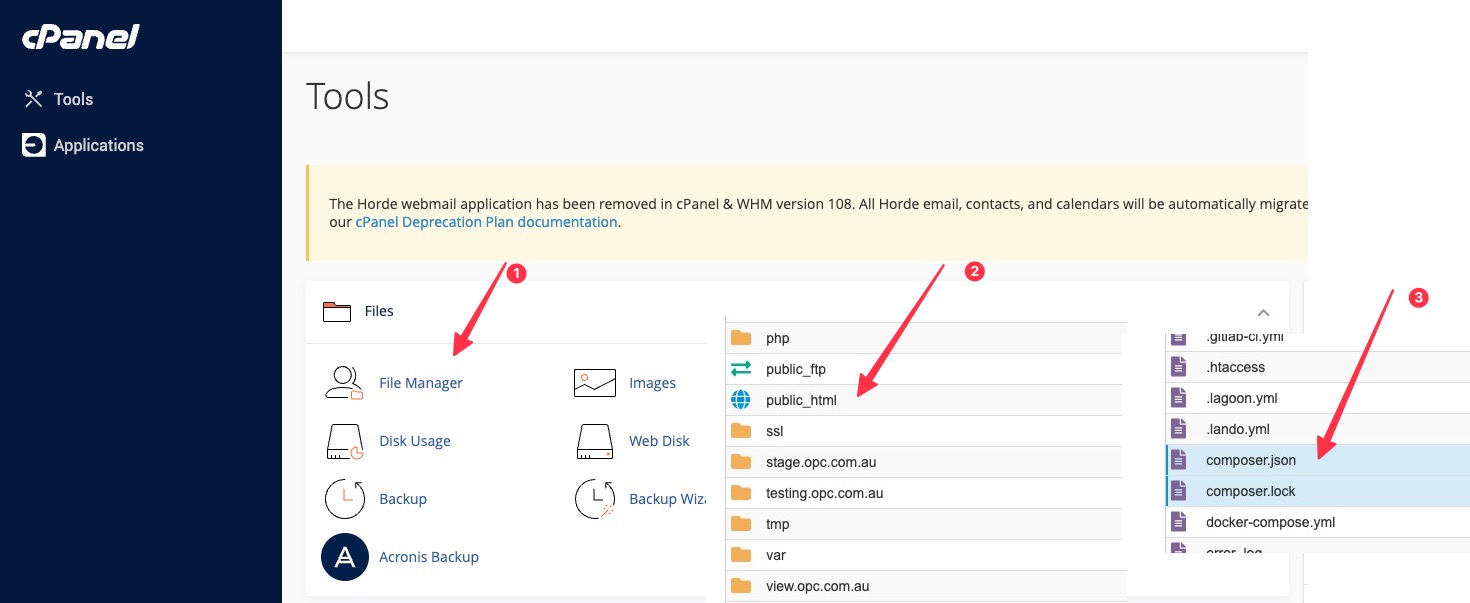 cPanel
Tools
Applications
Tools
The Horde webmail application has been removed in cPanel & WHM version 108. All Horde email, contacts, and calendars will be automatically migrate
our cPanel Deprecation Plan documentation.
1
2
3
Files
File Manager
Images
Disk Usage
Web Disk
Backup
Backup Wiza
Acronis Backup
php
public_ftp
public_html
ssl
stage.opc.com.au
testing.opc.com.au
tmp
var
view.opc.com.au
.gitlab-ci.yml
.htaccess
.lagoon.yml
.lando.yml
composer.json
composer.lock
docker-compose.yml
error_log